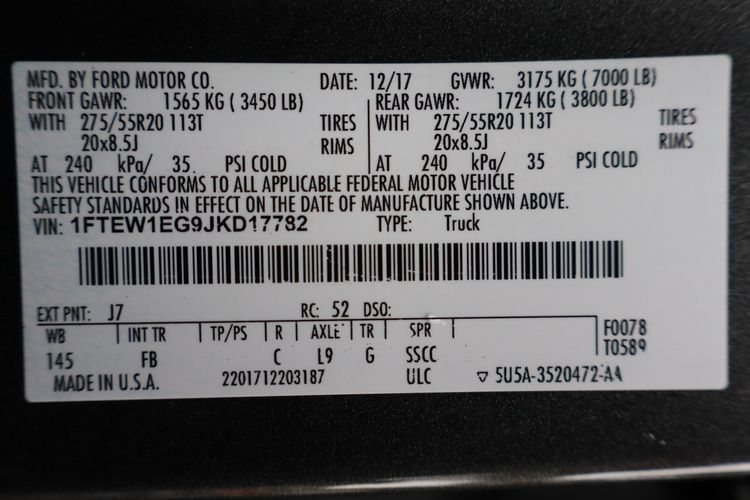 MFD. BY FORD MOTOR CO. DATE: 12/17 GVWR: 3175 KG ( 7000 LB)
FRONT GAWR: 1565 KG ( 3450 LB) REAR GAWR: 1724 KG ( 3800 LB)
WITH 275/55R20 113T TIRES WITH 275/55R20 113T TIRES
20x8.5J RIMS 20x8.5J RIMS
AT 240 kPa/ 35 PSI COLD AT 240 kPa/ 35 PSI COLD
THIS VEHICLE CONFORMS TO ALL APPLICABLE FEDERAL MOTOR VEHICLE
SAFETY STANDARDS IN EFFECT ON THE DATE OF MANUFACTURE SHOWN ABOVE.
VIN: 1FTEW1EG9JKD17782 TYPE: Truck
EXT PNT: J7 RC: 52 DSO:
WB INT TR TP/PS R AXLE TR SPR F0078
145 FB C L9 G SSCC T0589
MADE IN U.S.A. 2201712203187 ULC ▽ 5U5A-3520472-AA